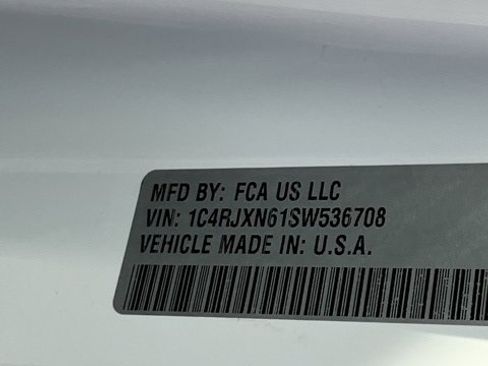 MFD BY: FCA US LLC
VIN: 1C4RJXN61SW536708
VEHICLE MADE IN: U.S.A.